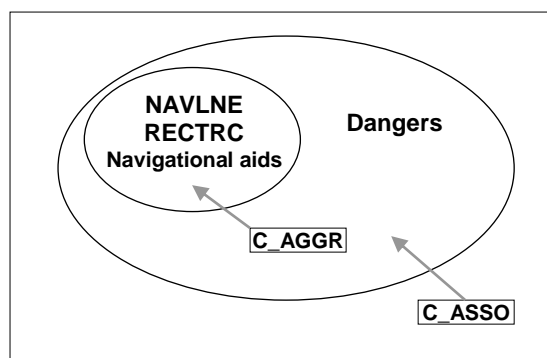 NAVLNE
RECTRC
Navigational aids
Dangers
C_AGGR
C_ASSO